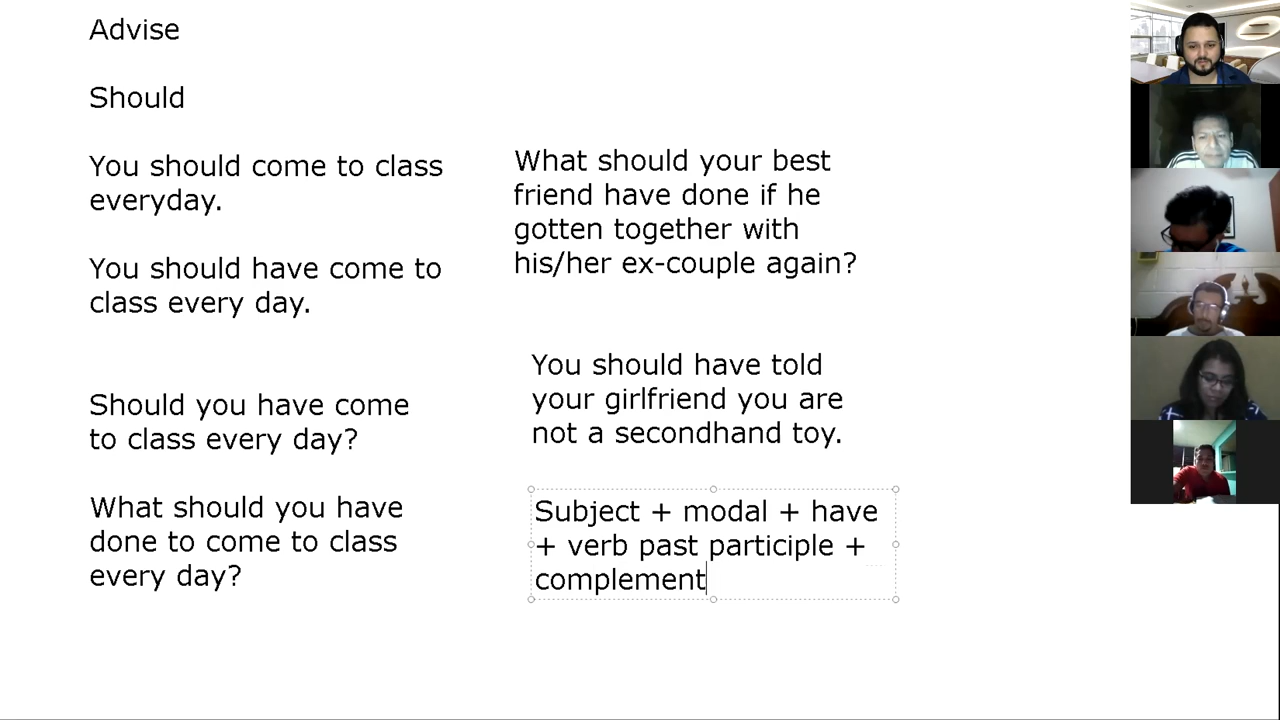 Advise
Should
You should come to class
everyday.
You should have come to
class every day.
Should you have come
to class every day?
What should you have
done to come to class
every day?
What should your best
friend have done if he
gotten together with
his/her ex-couple again?
You should have told
your girlfriend you are
not a secondhand toy.
Subject + modal + have
+ verb past participle +
complement